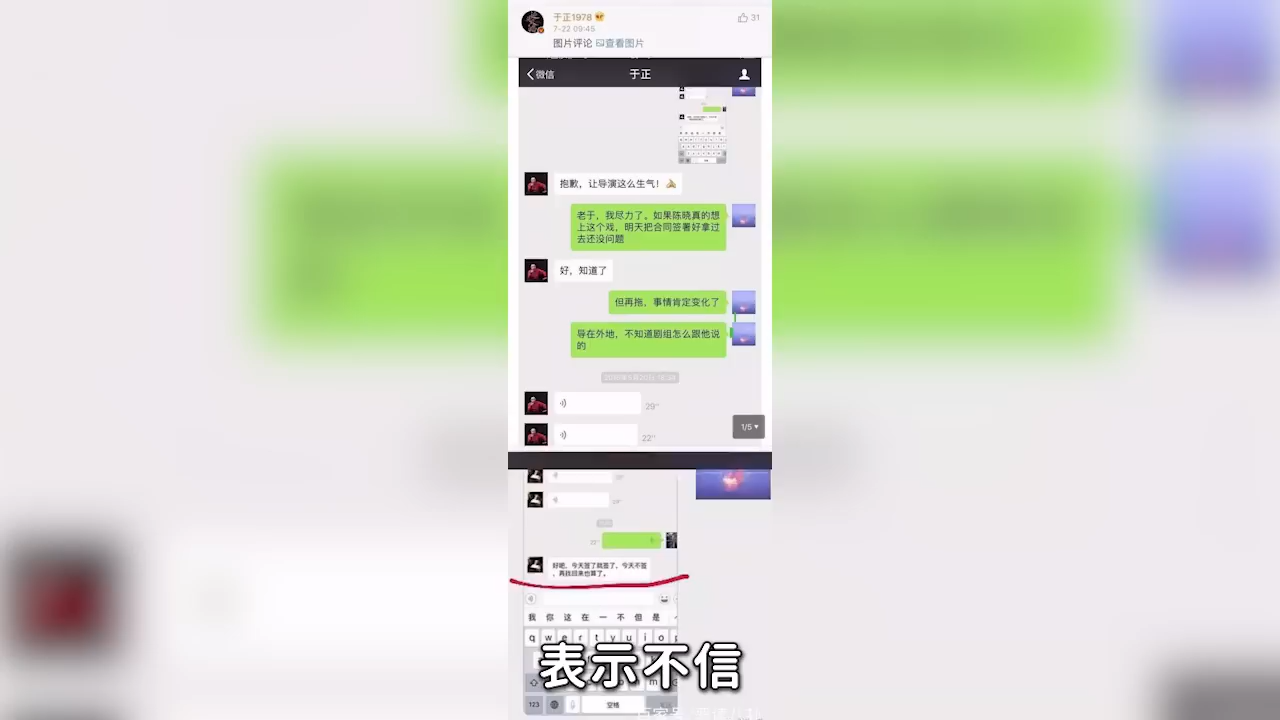 于正1978
31
7-22 09:45
图片评论 查看图片
微信
于正
抱歉，让导演这么生气！
老于，我尽力了。如果陈晓真的想
上这个戏，明天把合同签署好拿过
去还没问题
好，知道了
但再拖，事情肯定变化了
导在外地，不知道剧组怎么跟他说
的
29"
22"
1/5
好吧，今天签了就签了，今天不签
，再找回来也算了。
我 你 这 在 一 不 但 是
q w e r t y u i o p
表示不信
123
空格